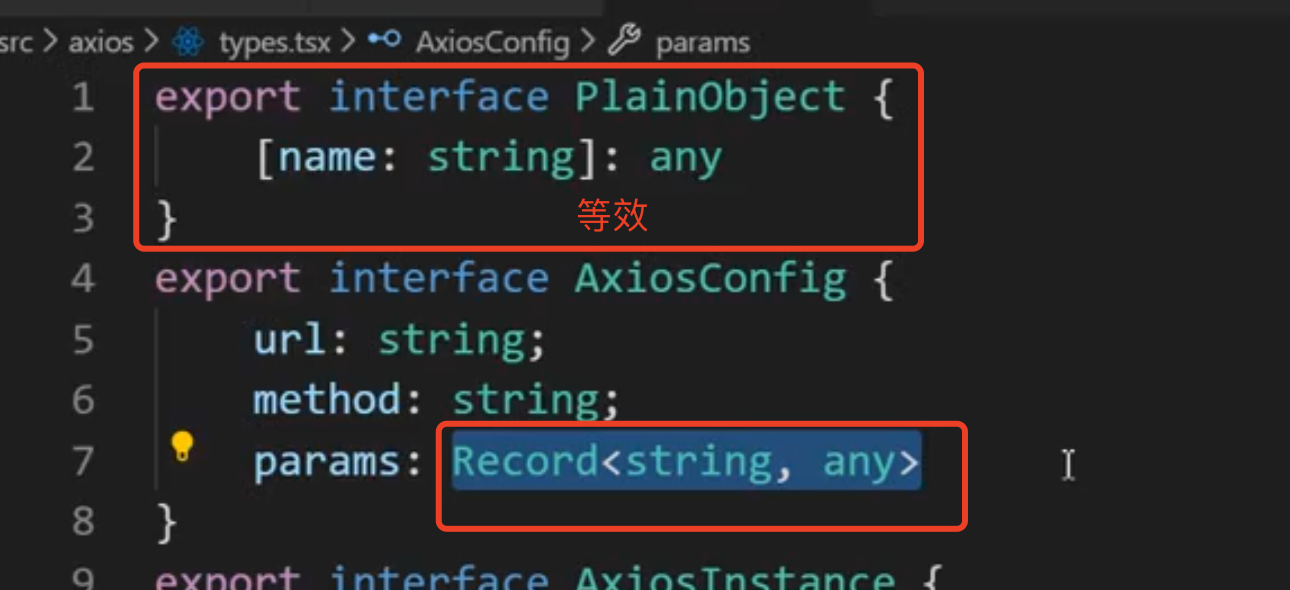 src > axios > types.tsx > AxiosConfig > params
1 export interface PlainObject {
2 [name: string]: any
3 }
等效
4 export interface AxiosConfig {
5 url: string;
6 method: string;
7 params: Record<string, any>
8 }
9 export interface AxiosInstance {